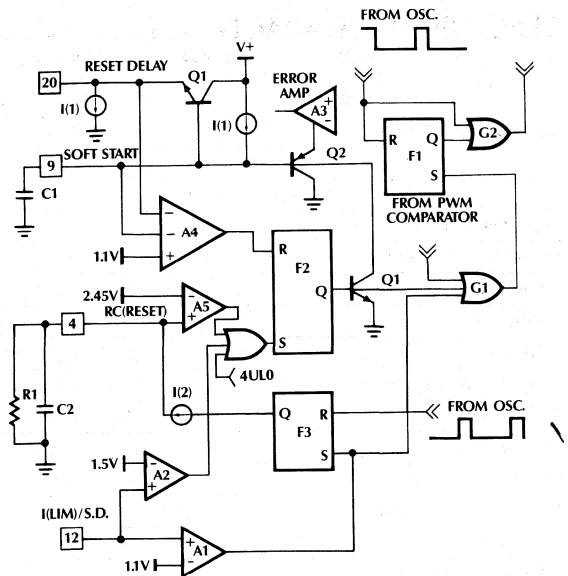 FROM OSC.
V+
20
RESET DELAY
Q1
I(1)
I(1)
ERROR
AMP
A3
+
−
R
Q
F1
S
G2
9
SOFT START
Q2
C1
FROM PWM
COMPARATOR
−
−
+
A4
1.1V
R
F2
Q
S
Q1
G1
2.45V
−
+
A5
4
RC(RESET)
4UL0
R1
C2
I(2)
Q
R
F3
S
FROM OSC.
1.5V
−
+
A2
I(LIM)/S.D.
12
+
−
A1
1.1V